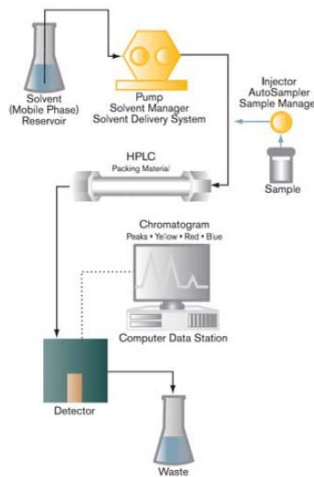 Solvent
(Mobile Phase)
Reservoir
Pump
Solvent Manager
Solvent Delivery System
Injector
AutoSampler
Sample Manager
Sample
HPLC
Packing Material
Chromatogram
Peaks • Yellow • Red • Blue
Computer Data Station
Detector
Waste